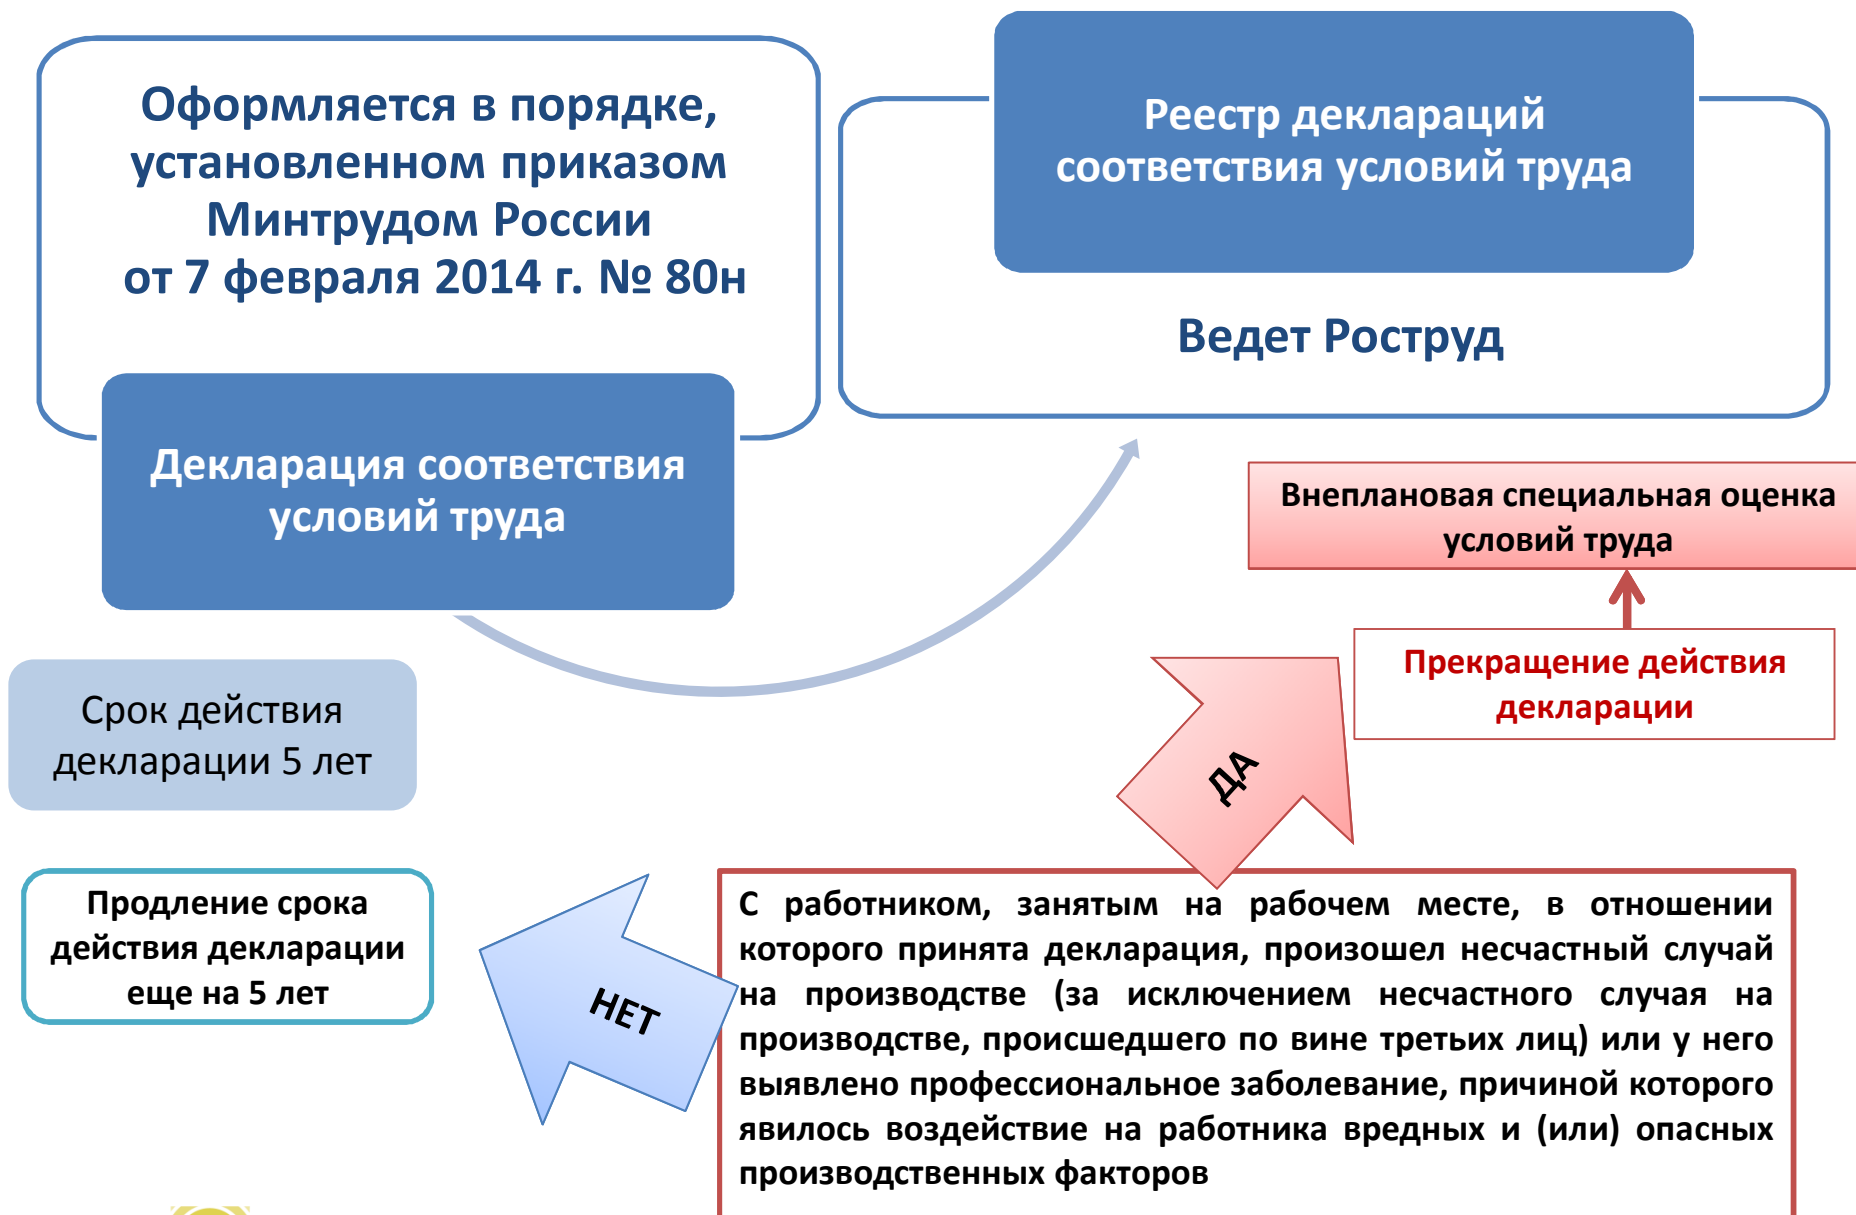 Оформляется в порядке,
установленном приказом
Минтрудом России
от 7 февраля 2014 г. № 80н
Декларация соответствия
условий труда
Реестр деклараций
соответствия условий труда
Ведет Роструд
Внеплановая специальная оценка
условий труда
Прекращение действия
декларации
Срок действия
декларации 5 лет
ДА
Продление срока
действия декларации
еще на 5 лет
НЕТ
С работником, занятым на рабочем месте, в отношении
которого принята декларация, произошел несчастный случай
на производстве (за исключением несчастного случая на
производстве, происшедшего по вине третьих лиц) или у него
выявлено профессиональное заболевание, причиной которого
явилось воздействие на работника вредных и (или) опасных
производственных факторов